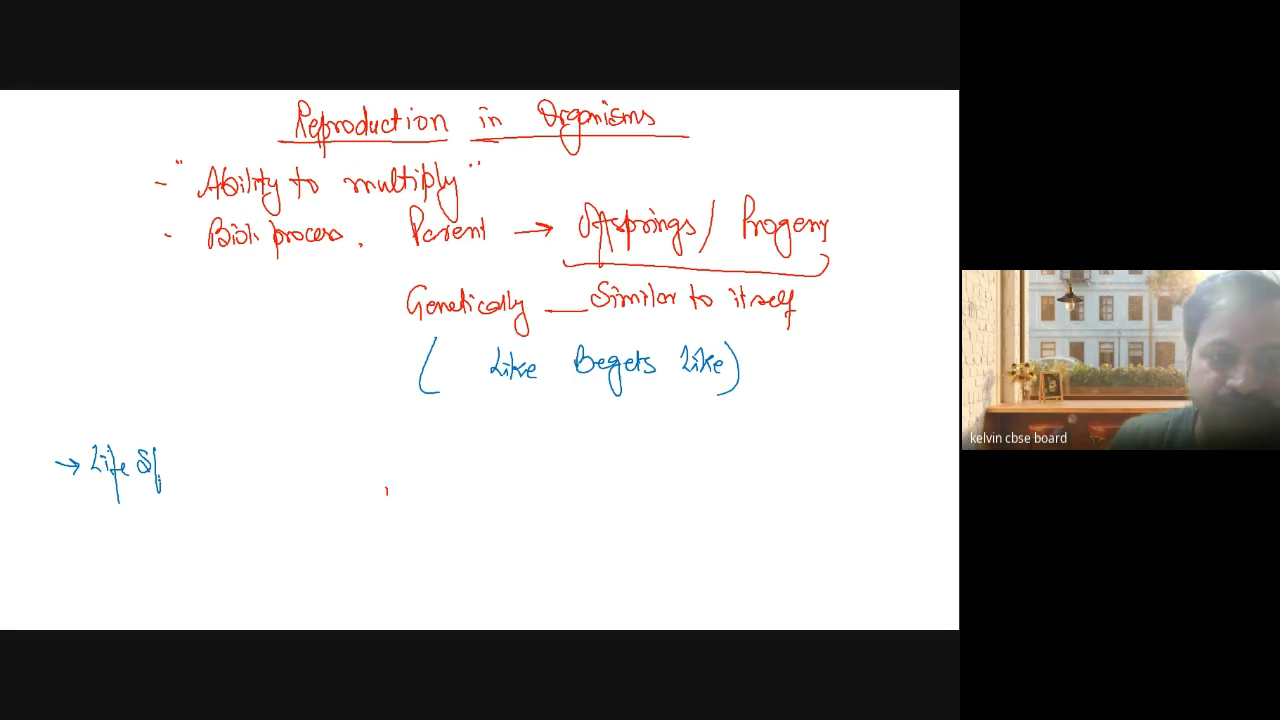 Reproduction in Organisms
- "Ability to multiply"
- Biol. process. Parent → Offsprings / Progeny
Genetically Similar to itself
( Like Begets Like)
→ Life Sp
kelvin cbse board